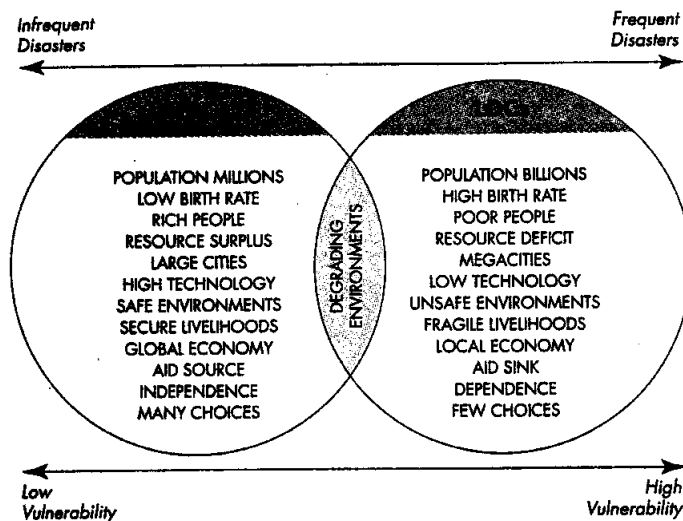 Infrequent
Disasters
Frequent
Disasters
LDCs
POPULATION MILLIONS
LOW BIRTH RATE
RICH PEOPLE
RESOURCE SURPLUS
LARGE CITIES
HIGH TECHNOLOGY
SAFE ENVIRONMENTS
SECURE LIVELIHOODS
GLOBAL ECONOMY
AID SOURCE
INDEPENDENCE
MANY CHOICES
DEGRADING
ENVIRONMENTS
POPULATION BILLIONS
HIGH BIRTH RATE
POOR PEOPLE
RESOURCE DEFICIT
MEGACITIES
LOW TECHNOLOGY
UNSAFE ENVIRONMENTS
FRAGILE LIVELIHOODS
LOCAL ECONOMY
AID SINK
DEPENDENCE
FEW CHOICES
Low
Vulnerability
High
Vulnerability